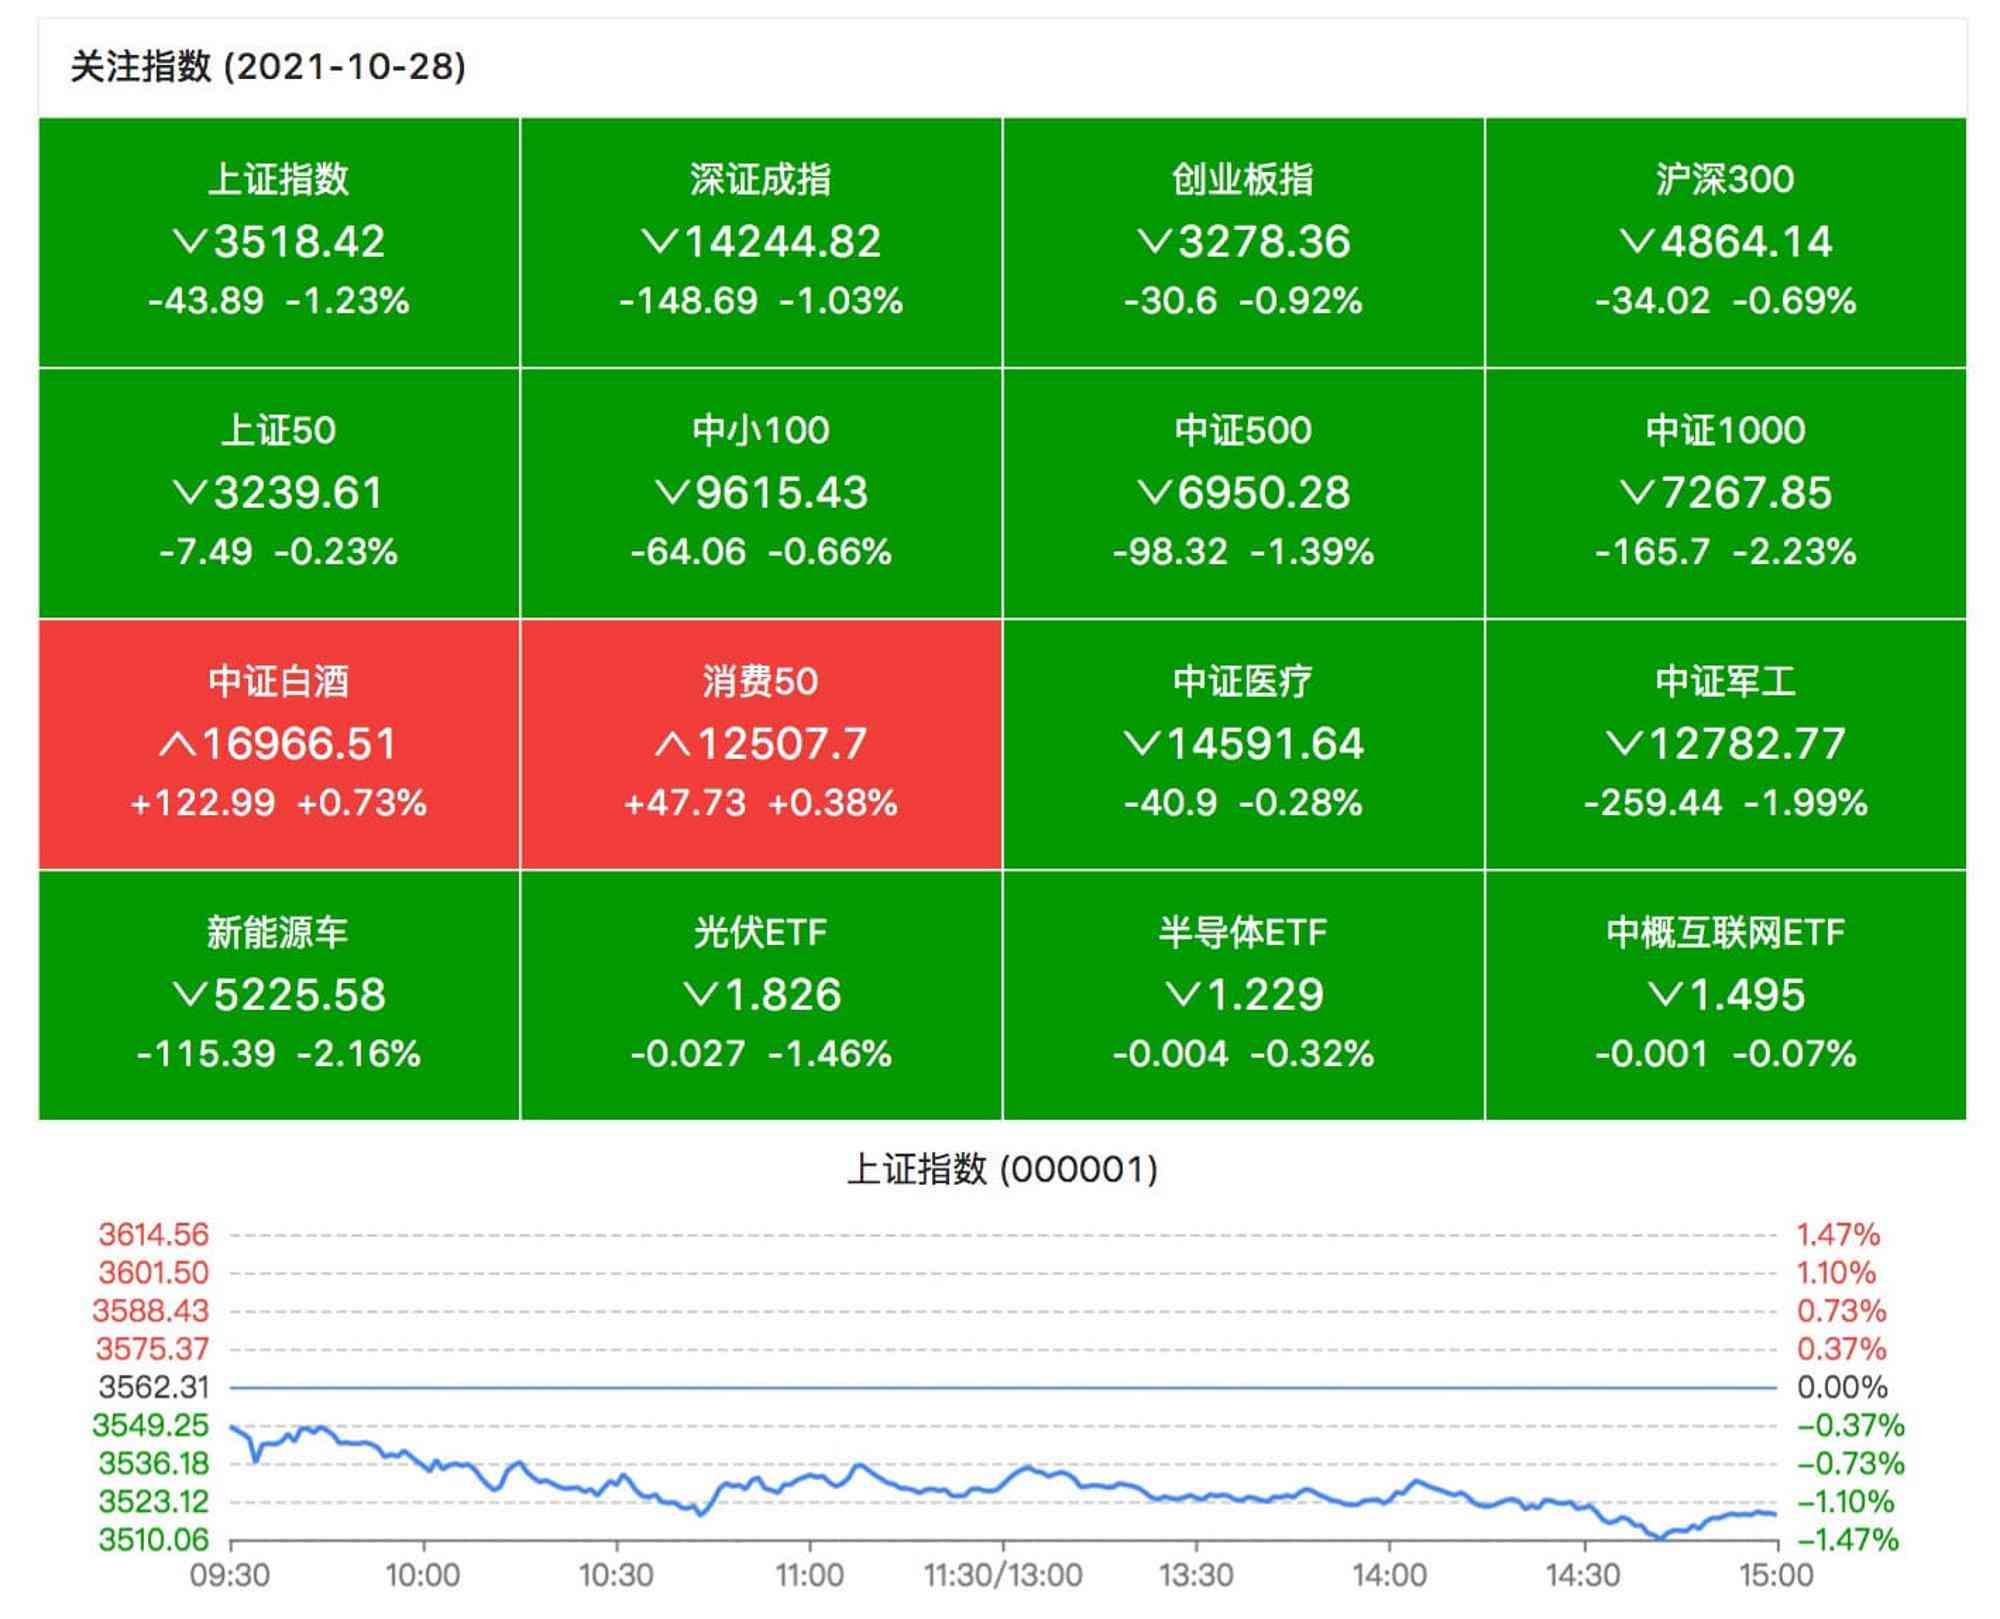 关注指数 (2021-10-28)
上证指数
3518.42
-43.89 -1.23%
深证成指
14244.82
-148.69 -1.03%
创业板指
3278.36
-30.6 -0.92%
沪深300
4864.14
-34.02 -0.69%
上证50
3239.61
-7.49 -0.23%
中小100
9615.43
-64.06 -0.66%
中证500
6950.28
-98.32 -1.39%
中证1000
7267.85
-165.7 -2.23%
中证白酒
16966.51
+122.99 +0.73%
消费50
12507.7
+47.73 +0.38%
中证医疗
14591.64
-40.9 -0.28%
中证军工
12782.77
-259.44 -1.99%
新能源车
5225.58
-115.39 -2.16%
光伏ETF
1.826
-0.027 -1.46%
半导体ETF
1.229
-0.004 -0.32%
中概互联网ETF
1.495
-0.001 -0.07%
上证指数 (000001)
3614.56 1.47%
3601.50 1.10%
3588.43 0.73%
3575.37 0.37%
3562.31 0.00%
3549.25 -0.37%
3536.18 -0.73%
3523.12 -1.10%
3510.06 -1.47%
09:30 10:00 10:30 11:00 11:30/13:00 13:30 14:00 14:30 15:00